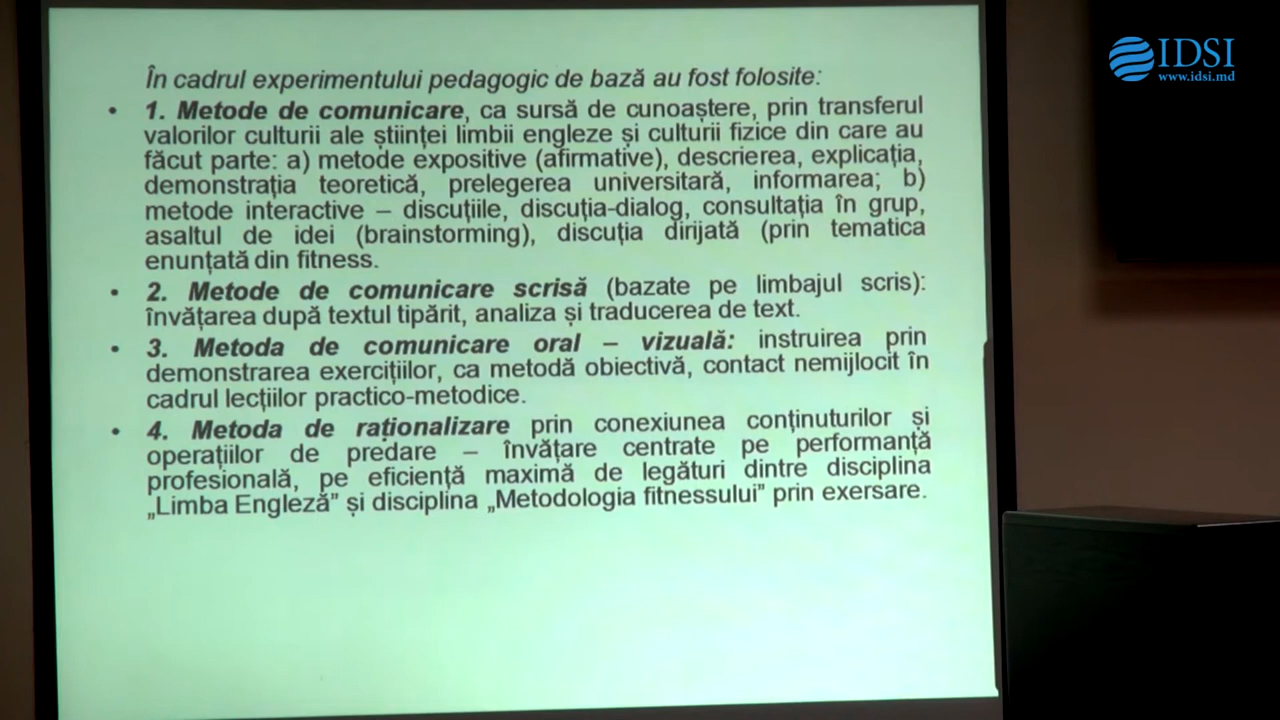 În cadrul experimentului pedagogic de bază au fost folosite:
• 1. Metode de comunicare, ca sursă de cunoaștere, prin transferul
valorilor culturii ale științei limbii engleze și culturii fizice din care au
făcut parte: a) metode expositive (afirmative), descrierea, explicația,
demonstrația teoretică, prelegerea universitară, informarea; b)
metode interactive – discuțiile, discuția-dialog, consultația în grup,
asaltul de idei (brainstorming), discuția dirijată (prin tematica
enunțată din fitness.
• 2. Metode de comunicare scrisă (bazate pe limbajul scris):
învățarea după textul tipărit, analiza și traducerea de text.
• 3. Metoda de comunicare oral – vizuală: instruirea prin
demonstrarea exercițiilor, ca metodă obiectivă, contact nemijlocit în
cadrul lecțiilor practico-metodice.
• 4. Metoda de raționalizare prin conexiunea conținuturilor și
operațiilor de predare – învățare centrate pe performanță
profesională, pe eficiență maximă de legături dintre disciplina
„Limba Engleză” și disciplina „Metodologia fitnessului” prin exersare.
IDSI
www.idsi.md